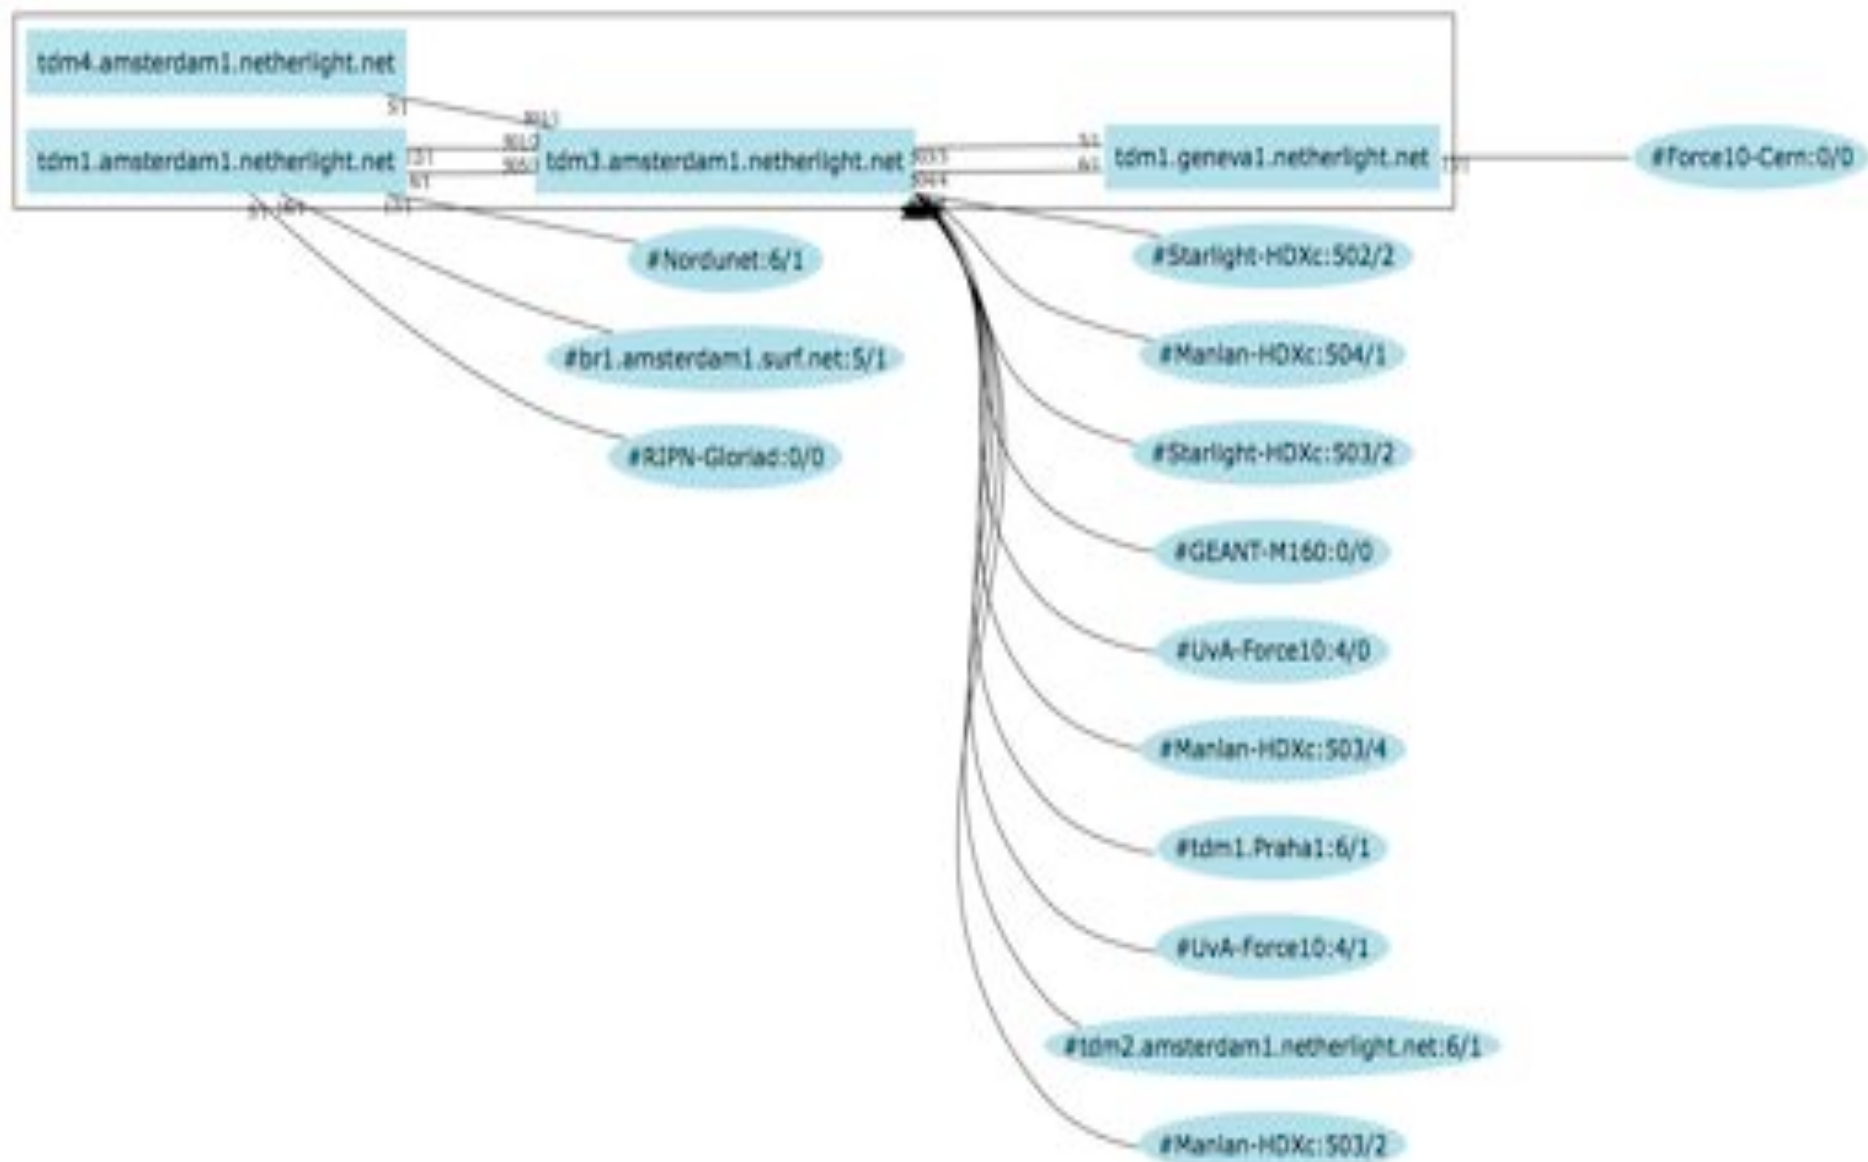 tdm4.amsterdam1.netherlight.net
tdm1.amsterdam1.netherlight.net
tdm3.amsterdam1.netherlight.net
tdm1.geneva1.netherlight.net
#Force10-Cern:0/0
#Nordunet:6/1
#Starlight-HDXc:502/2
#br1.amsterdam1.surf.net:5/1
#Manlan-HDXc:504/1
#RIPN-Gloriad:0/0
#Starlight-HDXc:503/2
#GEANT-M160:0/0
#UvA-Force10:4/0
#Manlan-HDXc:503/4
#tdm1.Praha1:6/1
#UvA-Force10:4/1
#tdm2.amsterdam1.netherlight.net:6/1
#Manlan-HDXc:503/2